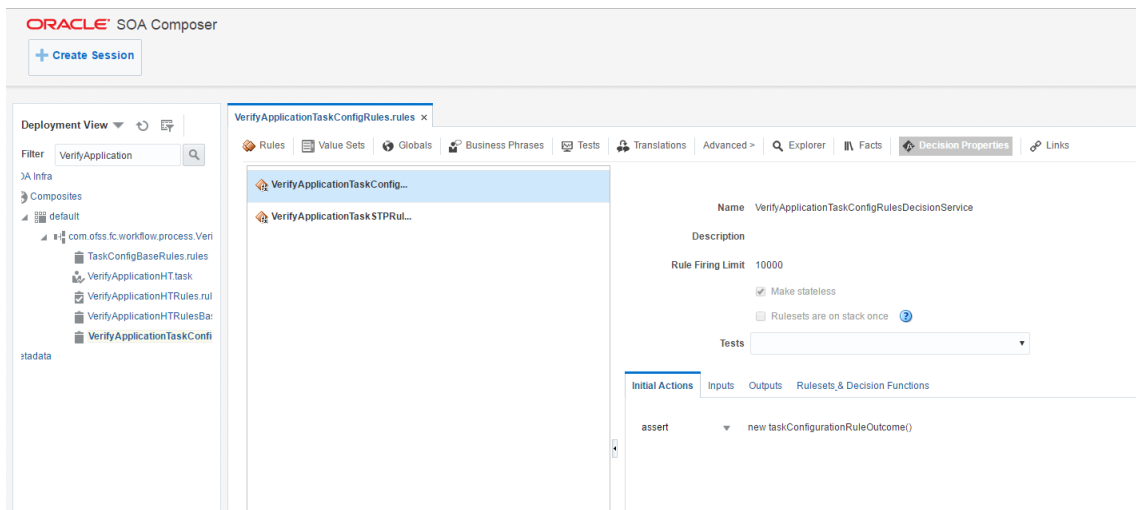 ORACLE SOA Composer
Create Session
Deployment View
Filter VerifyApplication
OA Infra
Composites
default
com.ofss.fc.workflow.process.Veri
TaskConfigBaseRules.rules
VerifyApplicationHT.task
VerifyApplicationHTRules.rul
VerifyApplicationHTRulesBa
VerifyApplicationTaskConfi
etadata
VerifyApplicationTaskConfigRules.rules ×
Rules Value Sets Globals Business Phrases Tests Translations Advanced > Explorer Facts Decision Properties Links
VerifyApplicationTaskConfig...
VerifyApplicationTaskSTPRul...
Name VerifyApplicationTaskConfigRulesDecisionService
Description
Rule Firing Limit 10000
Make stateless
Rulesets are on stack once ?
Tests
Initial Actions Inputs Outputs Rulesets & Decision Functions
assert new taskConfigurationRuleOutcome()